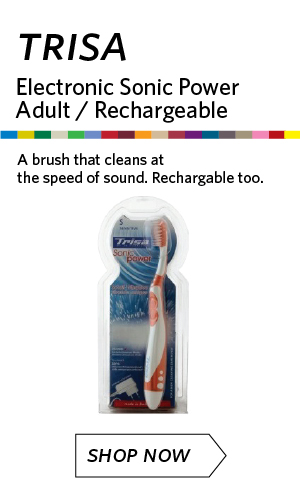 TRISA
Electronic Sonic Power
Adult / Rechargeable
A brush that cleans at
the speed of sound. Rechargable too.
S
Trisa
Sonic
power
SHOP NOW